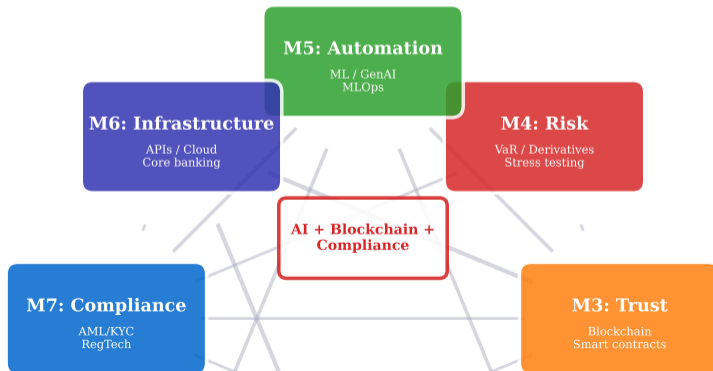 M5: Automation
ML / GenAI
MLOps
M6: Infrastructure
APIs / Cloud
Core banking
M4: Risk
VaR / Derivatives
Stress testing
AI + Blockchain +
Compliance
M7: Compliance
AML/KYC
RegTech
M3: Trust
Blockchain
Smart contracts